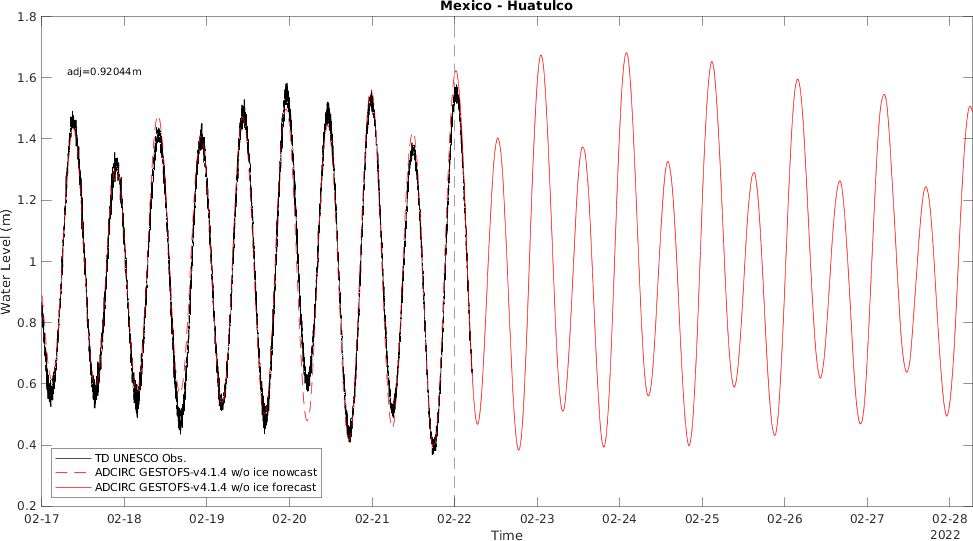 Mexico - Huatulco
1.8
1.6
1.4
1.2
1
0.8
0.6
0.4
0.2
Water Level (m)
adj=0.92044m
TD UNESCO Obs.
ADCIRC GESTOFS-v4.1.4 w/o ice nowcast
ADCIRC GESTOFS-v4.1.4 w/o ice forecast
02-17 02-18 02-19 02-20 02-21 02-22 02-23 02-24 02-25 02-26 02-27 02-28
2022
Time